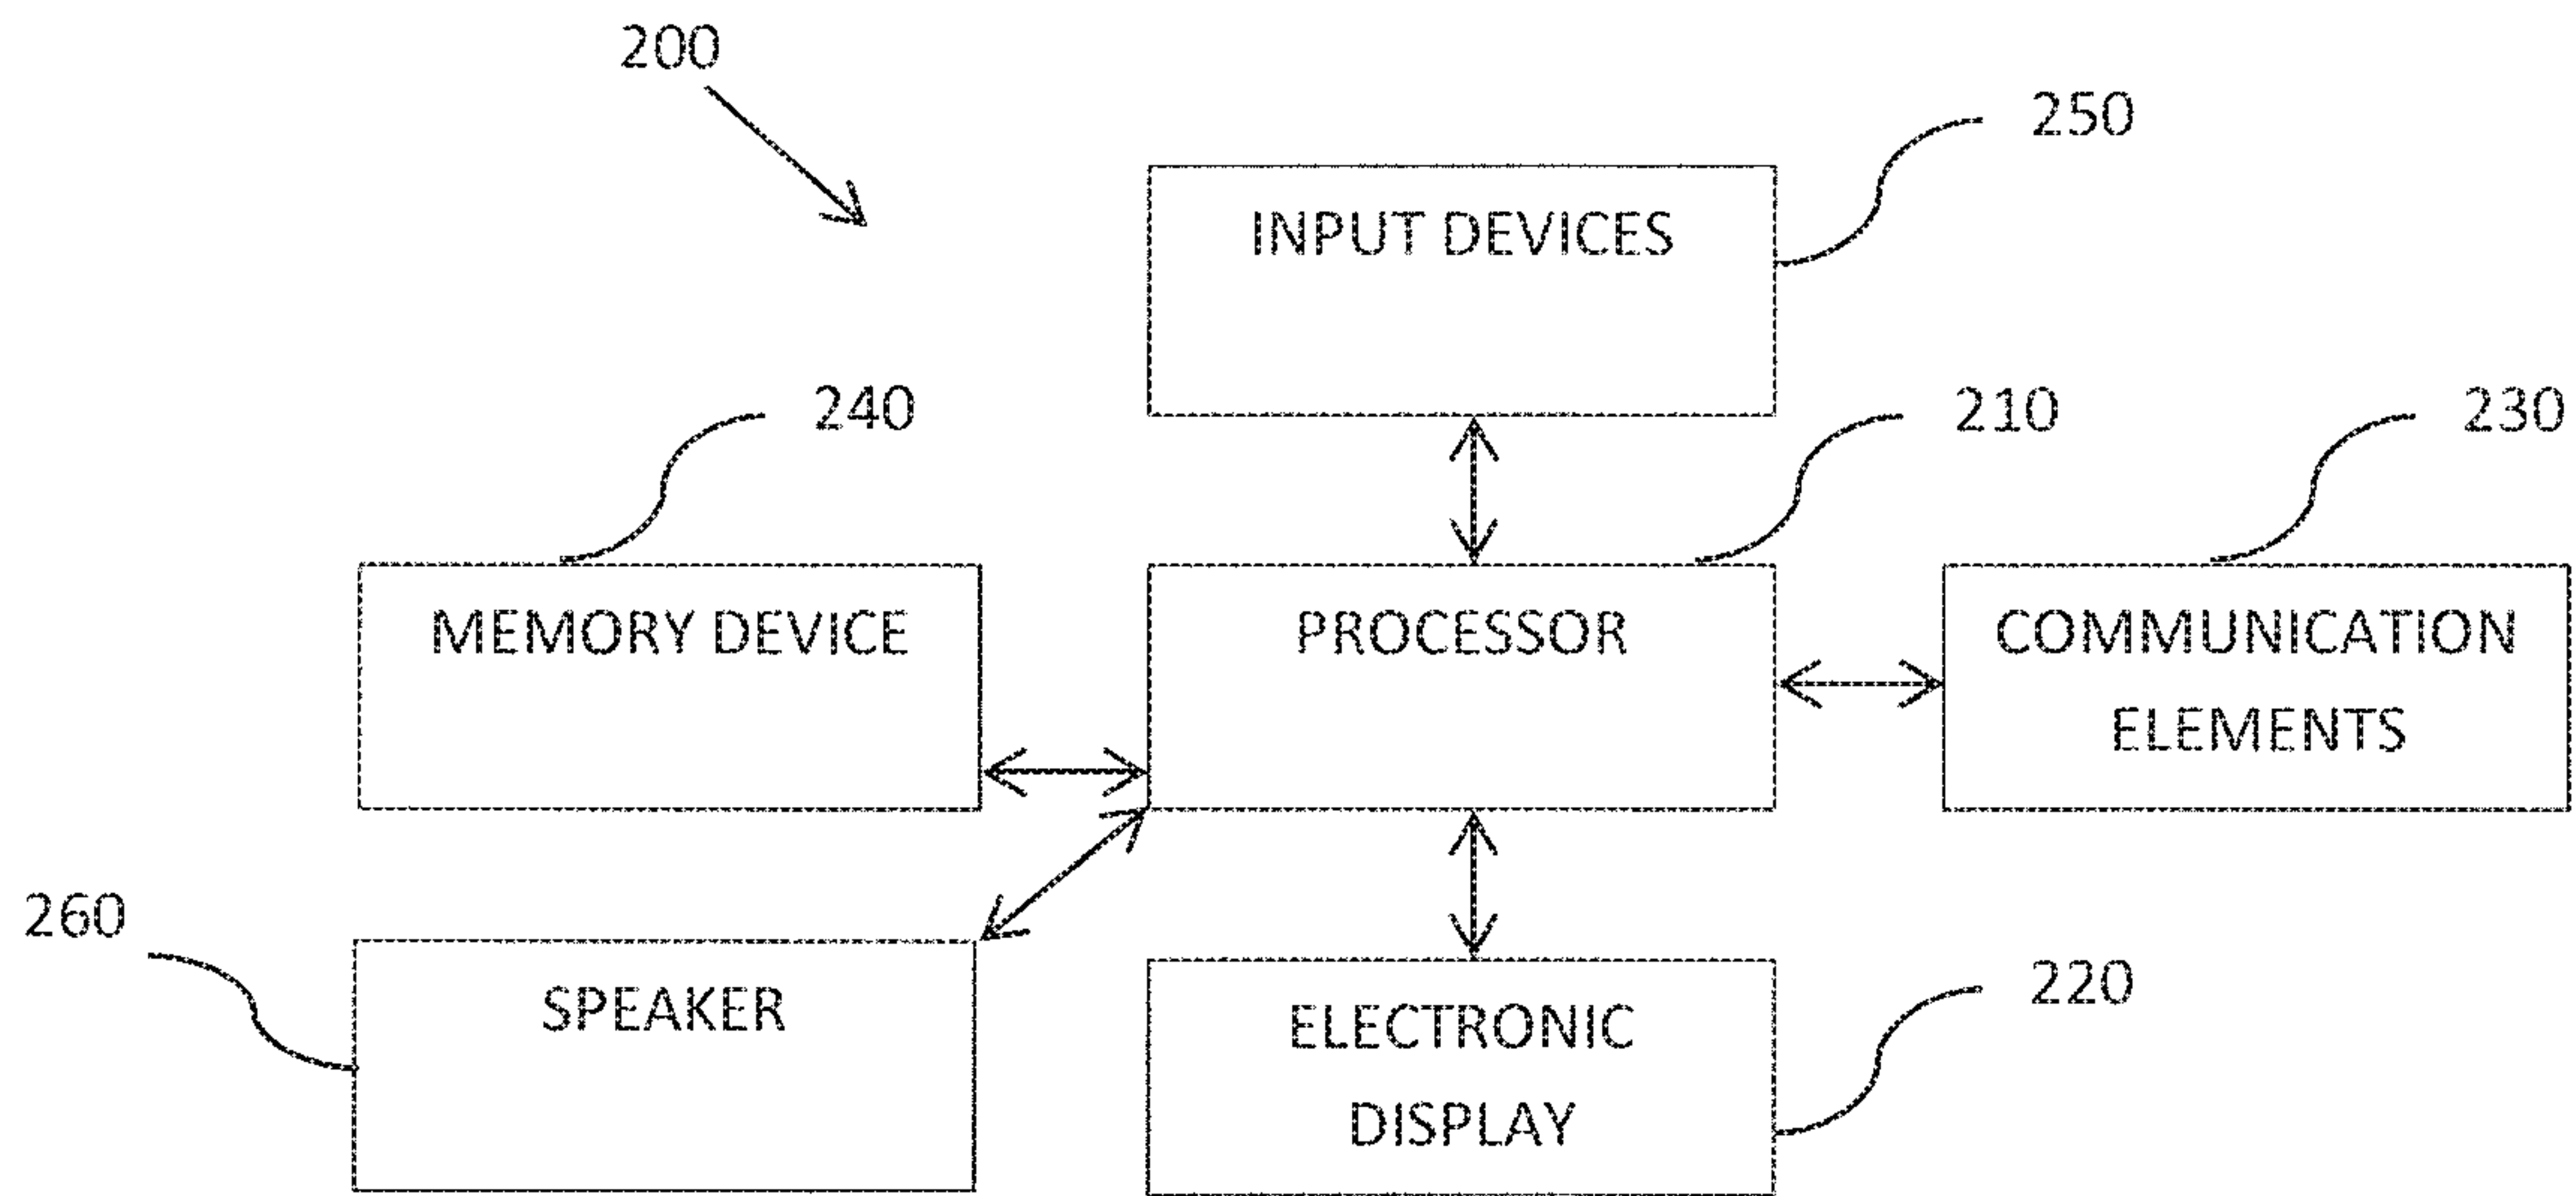 200
250
INPUT DEVICES
240
210
230
MEMORY DEVICE
PROCESSOR
COMMUNICATION
ELEMENTS
260
SPEAKER
220
ELECTRONIC
DISPLAY